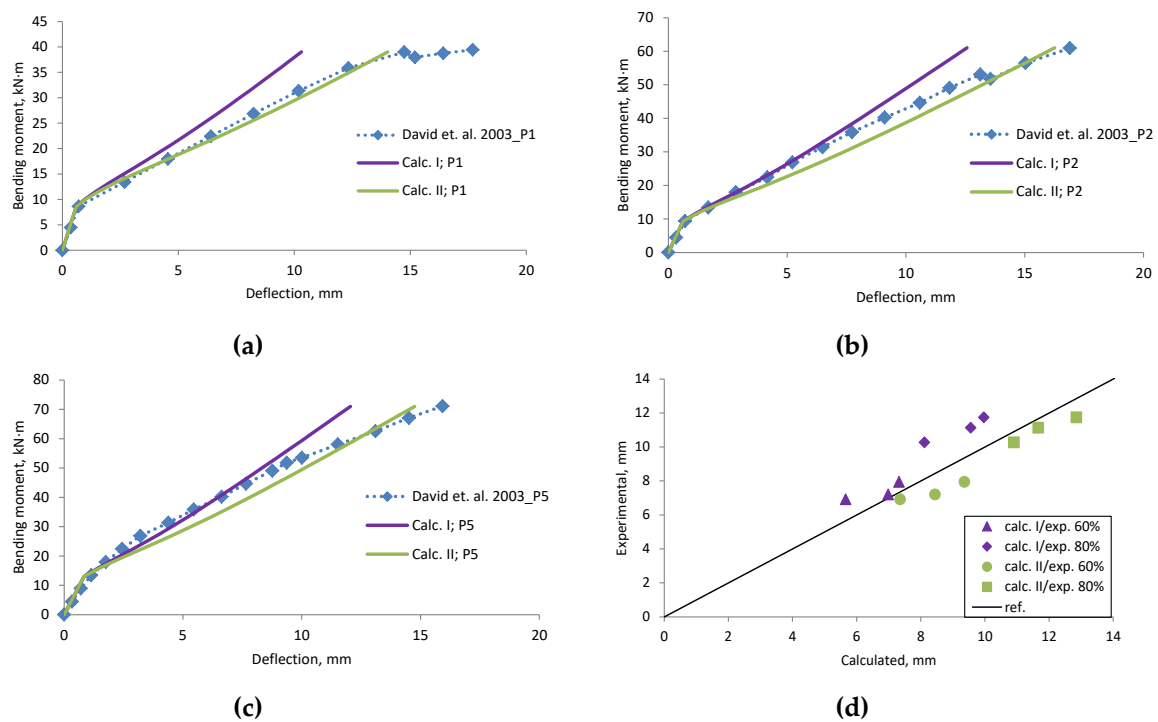 45
40
35
30
25
20
15
10
5
0
Bending moment, kN·m
David et. al. 2003_P1
Calc. I; P1
Calc. II; P1
0 5 10 15 20
Deflection, mm
(a)
70
60
50
40
30
20
10
0
Bending moment, kN·m
David et. al. 2003_P2
Calc. I; P2
Calc. II; P2
0 5 10 15 20
Deflection, mm
(b)
80
70
60
50
40
30
20
10
0
Bending moment, kN·m
David et. al. 2003_P5
Calc. I; P5
Calc. II; P5
0 5 10 15 20
Deflection, mm
(c)
14
12
10
8
6
4
2
0
Experimental, mm
calc. I/exp. 60%
calc. I/exp. 80%
calc. II/exp. 60%
calc. II/exp. 80%
ref.
0 2 4 6 8 10 12 14
Calculated, mm
(d)